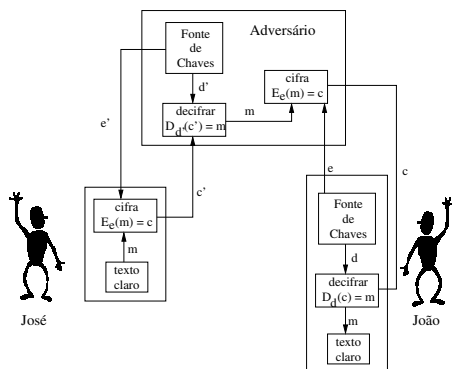 Adversário
Fonte
de
Chaves
d'
cifra
E_e(m) = c
decifrar
D_d'(c') = m
m
e'
c'
e
c
cifra
E_e(m) = c
m
texto
claro
José
Fonte
de
Chaves
d
decifrar
D_d(c) = m
m
texto
claro
João